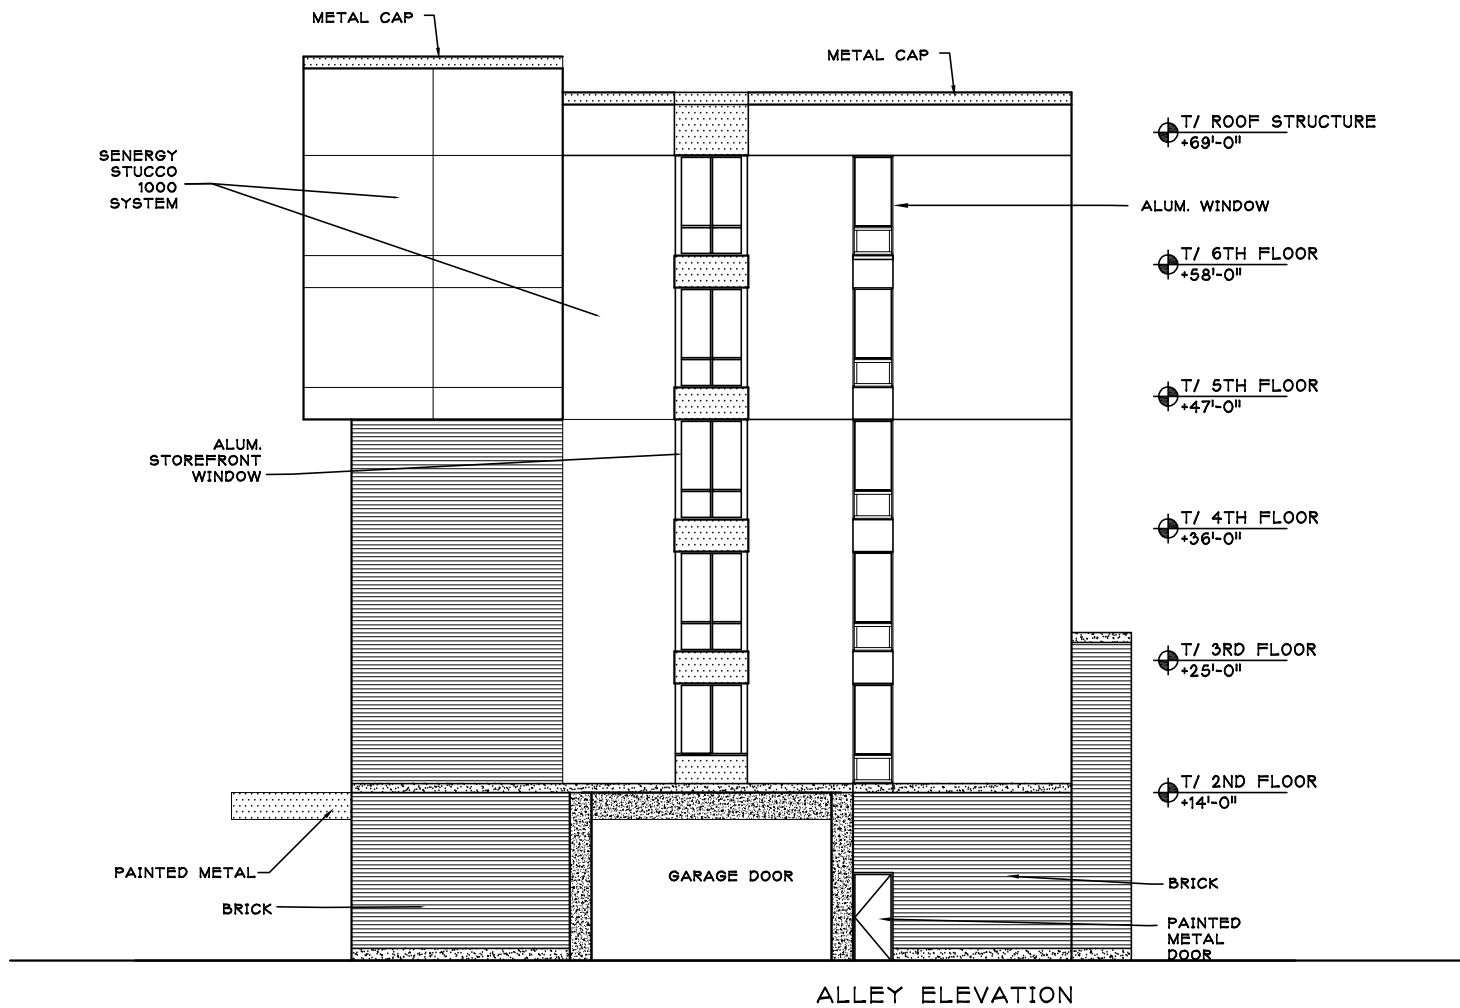 METAL CAP
METAL CAP
T/ ROOF STRUCTURE
+69'-0"
SENERGY
STUCCO
1000
SYSTEM
ALUM. WINDOW
T/ 6TH FLOOR
+58'-0"
T/ 5TH FLOOR
+47'-0"
ALUM.
STOREFRONT
WINDOW
T/ 4TH FLOOR
+36'-0"
T/ 3RD FLOOR
+25'-0"
T/ 2ND FLOOR
+14'-0"
PAINTED METAL
GARAGE DOOR
BRICK
BRICK
PAINTED
METAL
DOOR
ALLEY ELEVATION